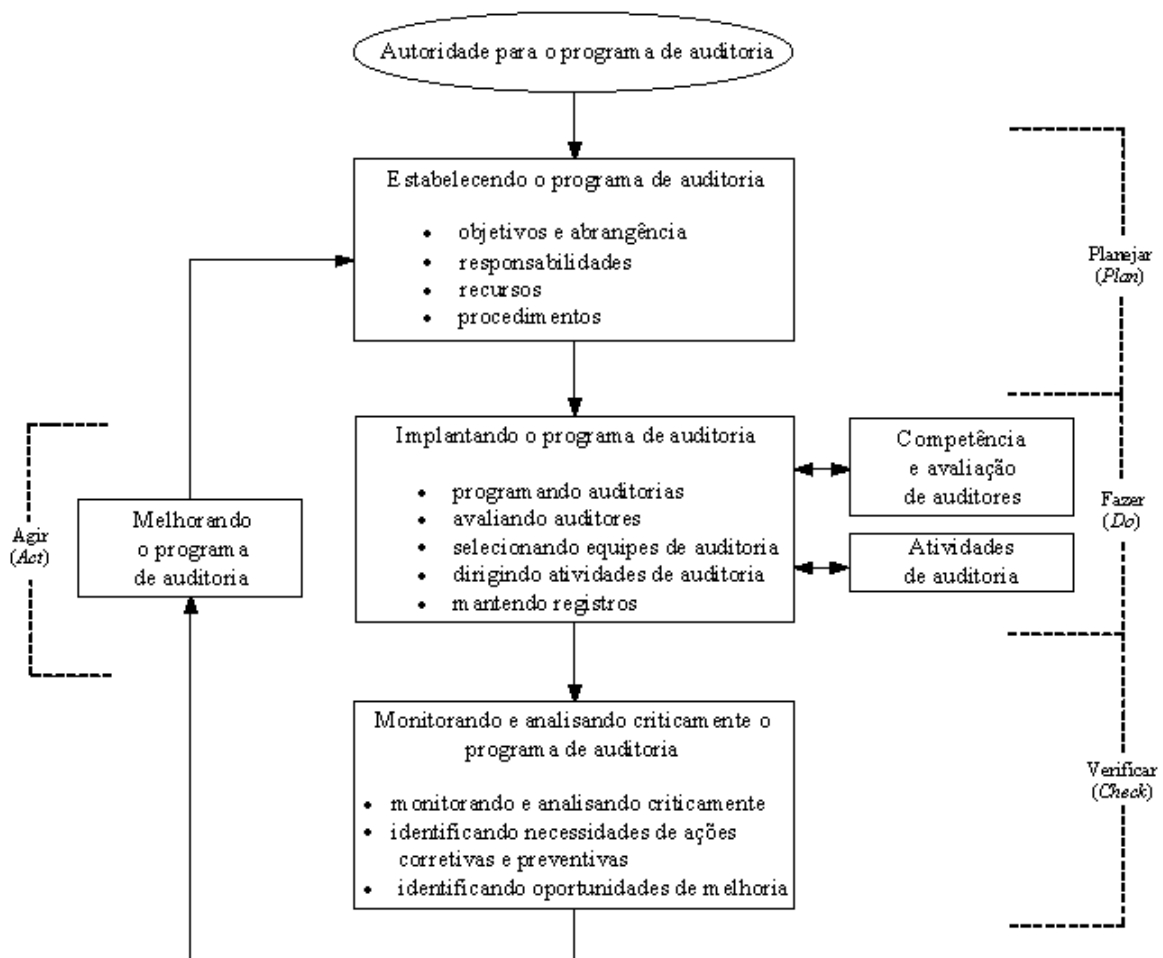 Autoridade para o programa de auditoria
Estabelecendo o programa de auditoria
• objetivos e abrangência
• responsabilidades
• recursos
• procedimentos
Planejar
(Plan)
Implantando o programa de auditoria
• programando auditorias
• avaliando auditores
• selecionando equipes de auditoria
• dirigindo atividades de auditoria
• mantendo registros
Competência
e avaliação
de auditores
Atividades
de auditoria
Fazer
(Do)
Agir
(Act)
Melhorando
o programa
de auditoria
Monitorando e analisando criticamente o
programa de auditoria
• monitorando e analisando criticamente
• identificando necessidades de ações
corretivas e preventivas
• identificando oportunidades de melhoria
Verificar
(Check)